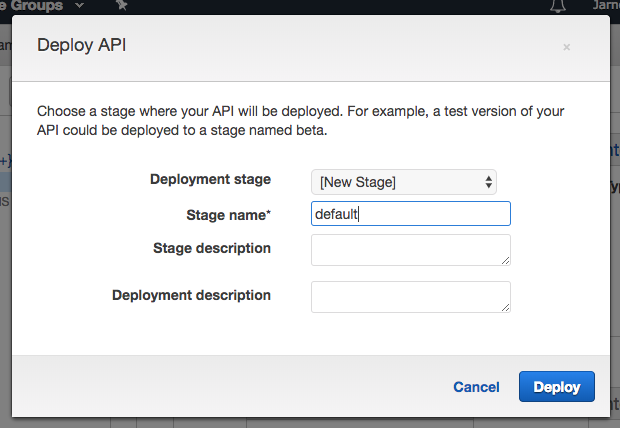 e Groups
Jame
Deploy API
×
Choose a stage where your API will be deployed. For example, a test version of your
API could be deployed to a stage named beta.
Deployment stage
[New Stage]
Stage name*
default
Stage description
Deployment description
Cancel
Deploy